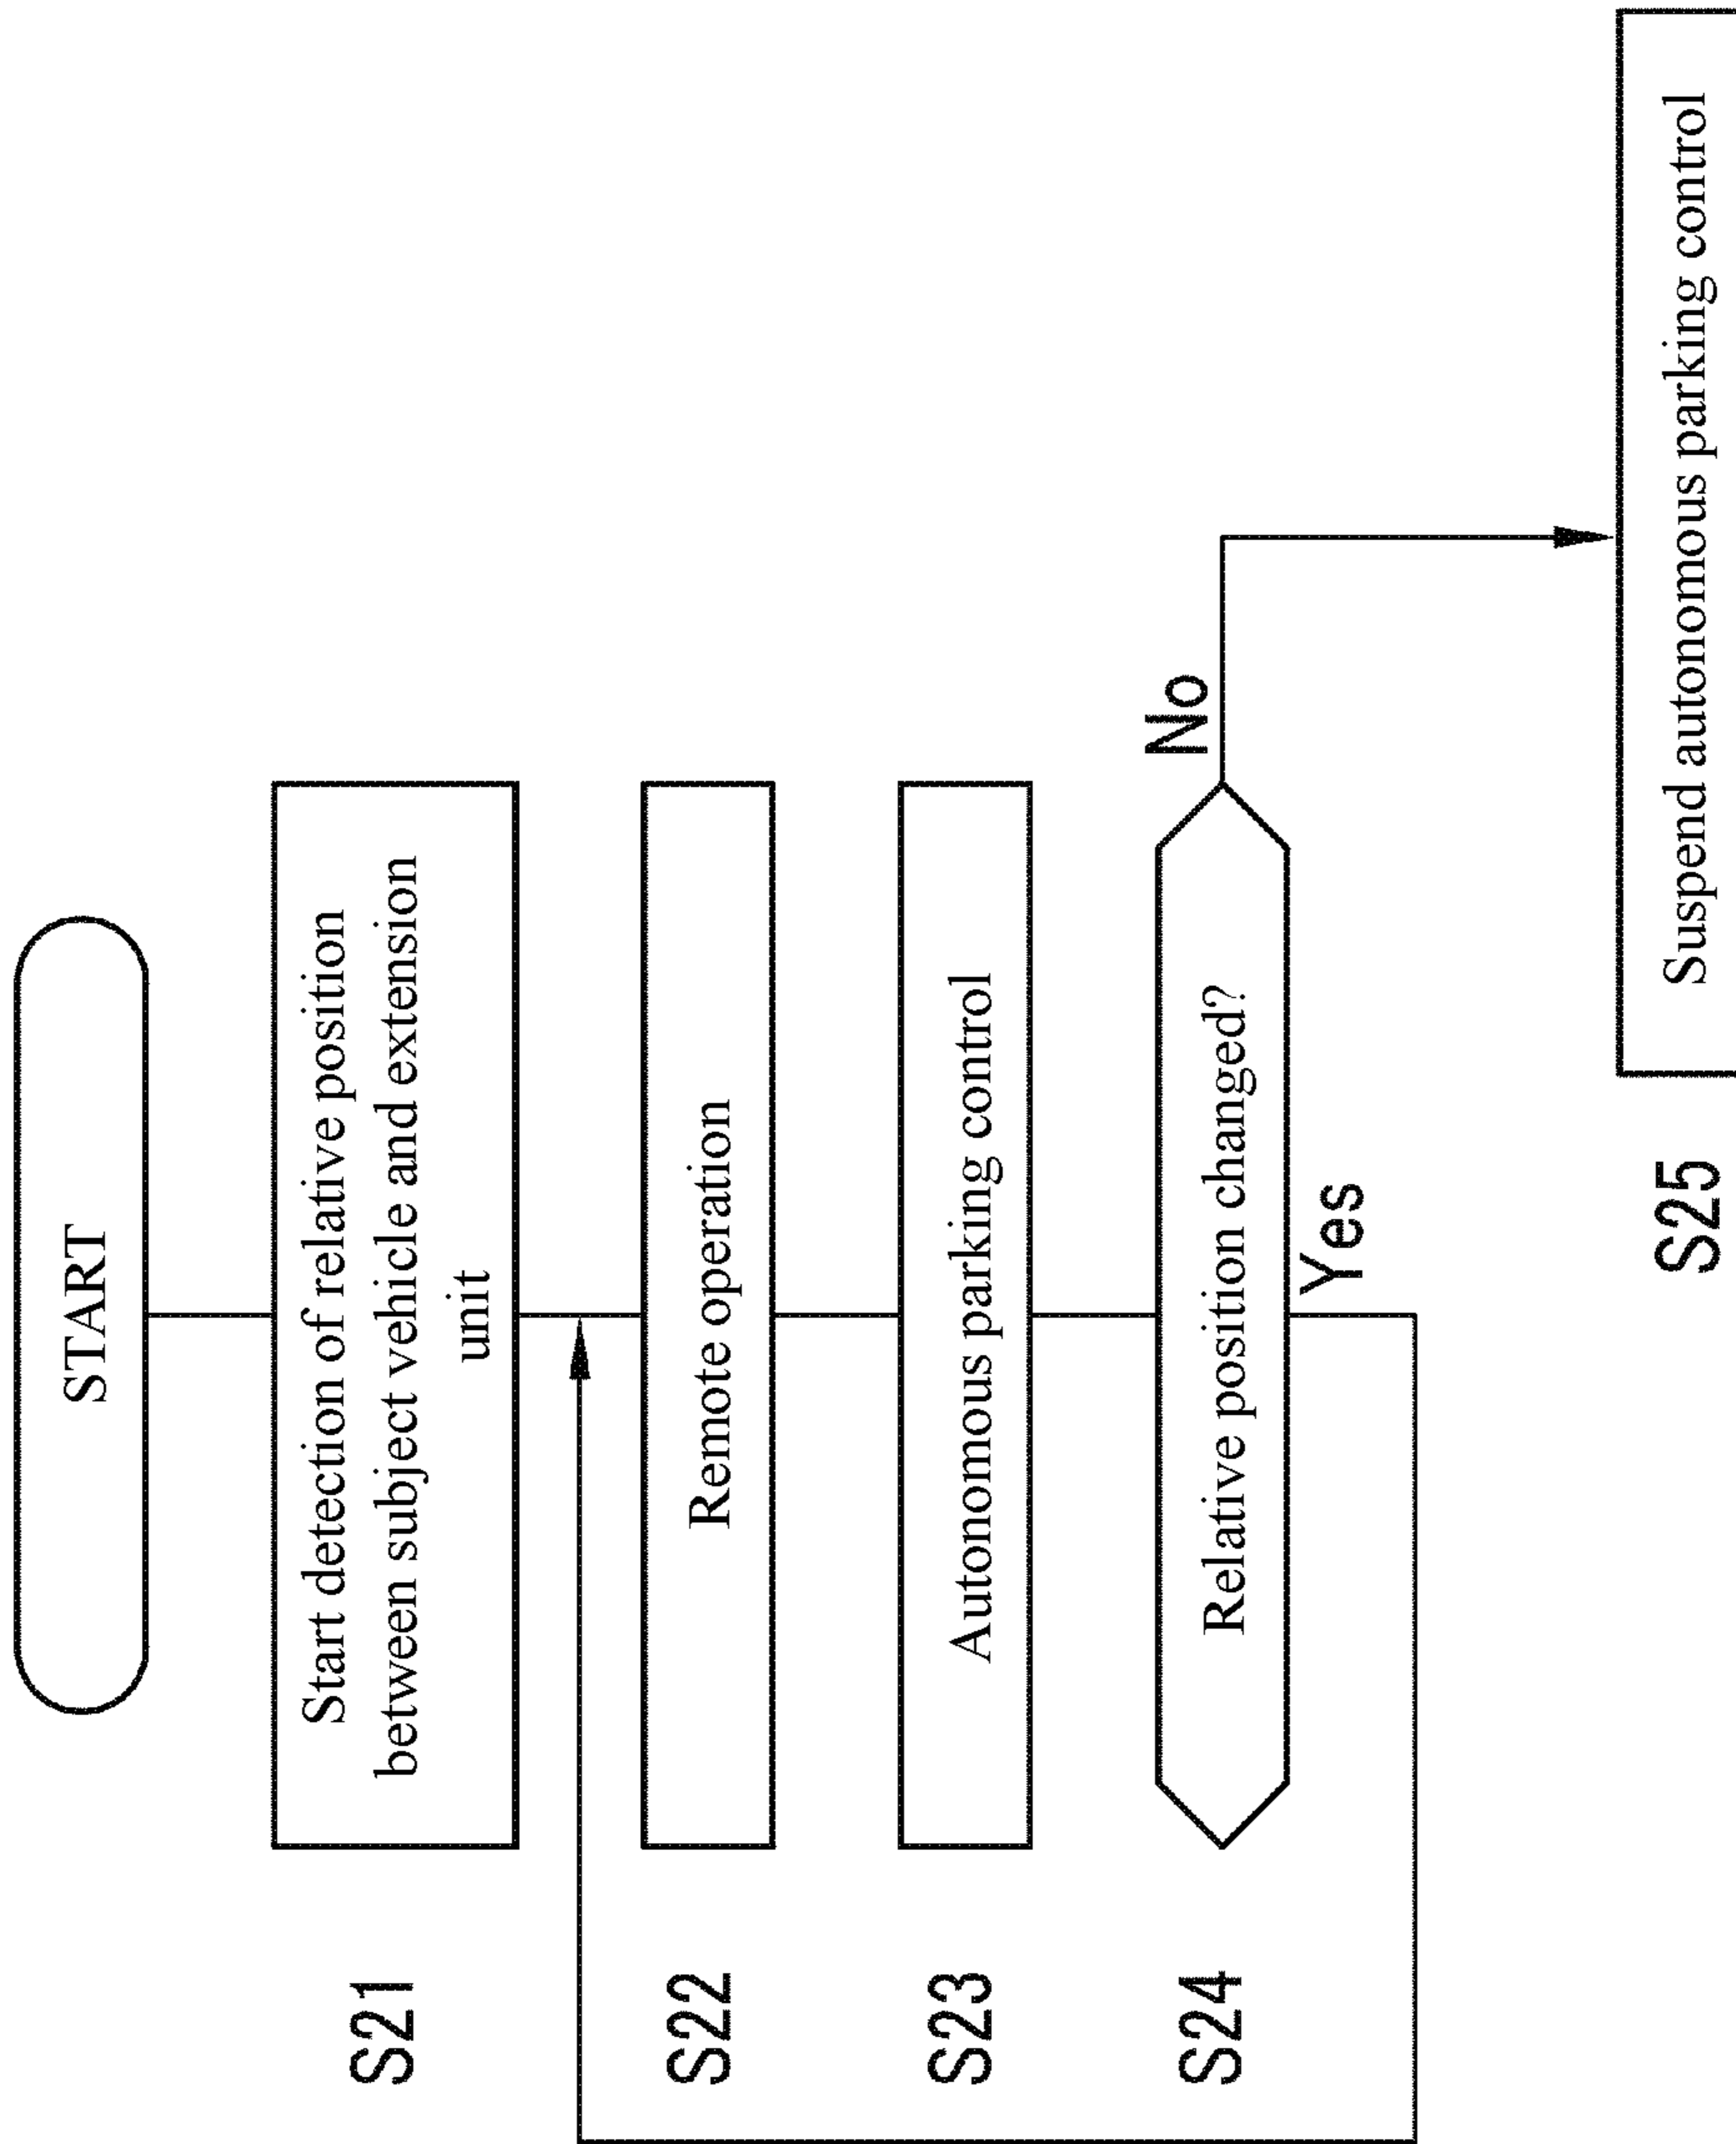 START
S21
Start detection of relative position
between subject vehicle and extension
unit
S22
Remote operation
S23
Autonomous parking control
S24
Relative position changed?
No
Yes
S25
Suspend autonomous parking control